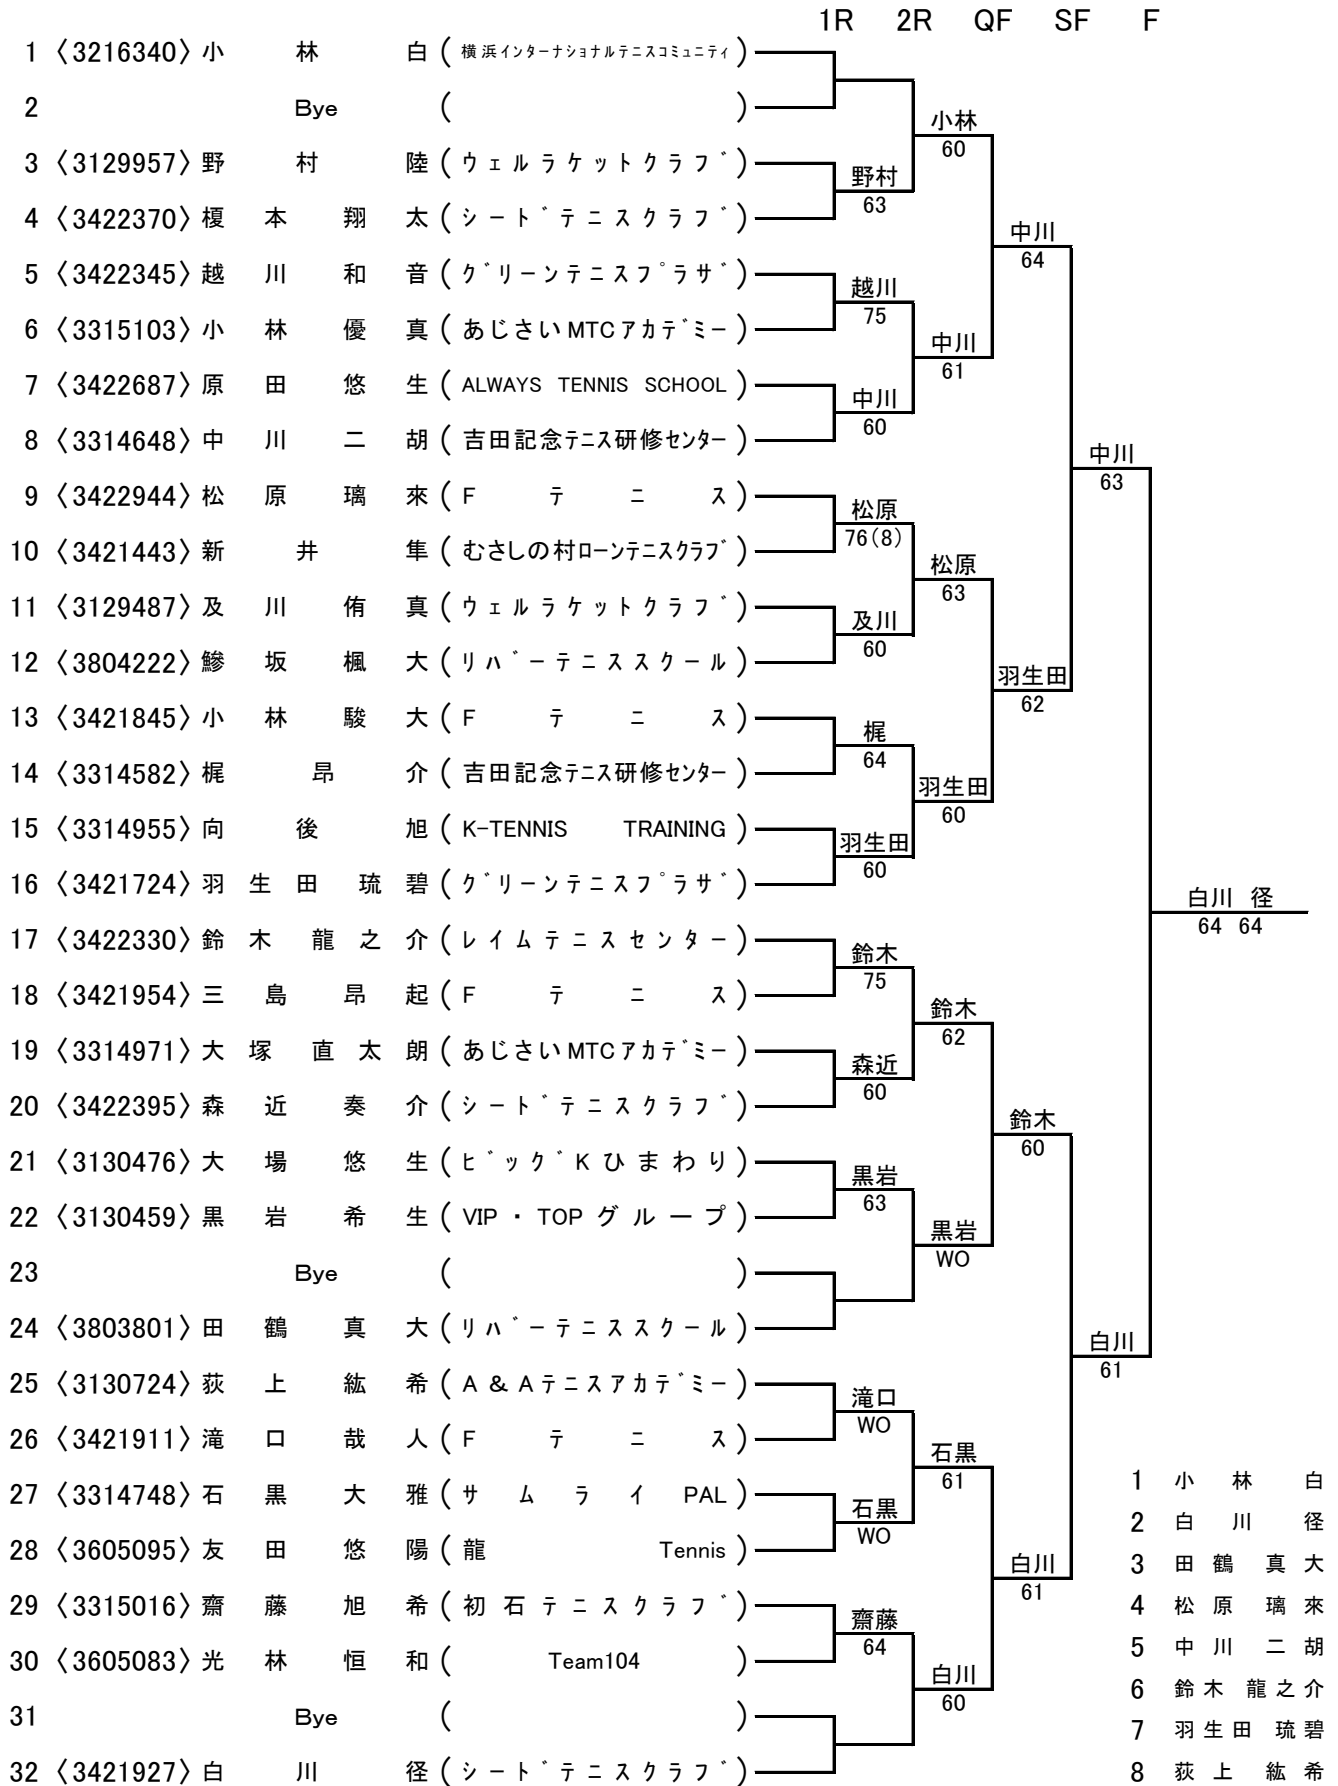 1R 2R QF SF F
1 〈3216340〉 小林 白 (横浜インターナショナルテニスコミュニティ)
2 Bye ( )
小林
60
3 〈3129957〉 野村 陸 (ウェルラケットクラブ)
野村
63
4 〈3422370〉 榎本 翔太 (シードテニスクラブ)
中川
64
5 〈3422345〉 越川 和音 (グリーンテニスプラザ)
越川
75
6 〈3315103〉 小林 優真 (あじさいMTCアカデミー)
中川
61
7 〈3422687〉 原田 悠生 (ALWAYS TENNIS SCHOOL)
中川
60
8 〈3314648〉 中川 二胡 (吉田記念テニス研修センター)
中川
63
9 〈3422944〉 松原 璃來 (Fテニス)
松原
76(8)
10 〈3421443〉 新井 隼 (むさしの村ローンテニスクラブ)
松原
63
11 〈3129487〉 及川 侑真 (ウェルラケットクラブ)
及川
60
12 〈3804222〉 鰺坂 楓大 (リバーテニススクール)
羽生田
62
13 〈3421845〉 小林 駿大 (Fテニス)
梶
64
14 〈3314582〉 梶 昂介 (吉田記念テニス研修センター)
羽生田
60
15 〈3314955〉 向後 旭 (K-TENNIS TRAINING)
羽生田
60
16 〈3421724〉 羽生田 琉碧 (グリーンテニスプラザ)
白川 径
64 64
17 〈3422330〉 鈴木 龍之介 (レイムテニスセンター)
鈴木
75
18 〈3421954〉 三島 昂起 (Fテニス)
鈴木
62
19 〈3314971〉 大塚 直太朗 (あじさいMTCアカデミー)
森近
60
20 〈3422395〉 森近 奏介 (シードテニスクラブ)
鈴木
60
21 〈3130476〉 大場 悠生 (ビッグKひまわり)
黒岩
63
22 〈3130459〉 黒岩 希生 (VIP・TOPグループ)
黒岩
WO
23 Bye ( )
24 〈3803801〉 田鶴 真大 (リバーテニススクール)
白川
61
25 〈3130724〉 荻上 紘希 (A&Aテニスアカデミー)
滝口
WO
26 〈3421911〉 滝口 哉人 (Fテニス)
石黒
61
27 〈3314748〉 石黒 大雅 (サムライPAL)
石黒
WO
28 〈3605095〉 友田 悠陽 (龍 Tennis)
白川
61
29 〈3315016〉 齋藤 旭希 (初石テニスクラブ)
齋藤
64
30 〈3605083〉 光林 恒和 (Team104)
白川
60
31 Bye ( )
32 〈3421927〉 白川 径 (シードテニスクラブ)
1 小林 白
2 白川 径
3 田鶴 真大
4 松原 璃來
5 中川 二胡
6 鈴木 龍之介
7 羽生田 琉碧
8 荻上 紘希